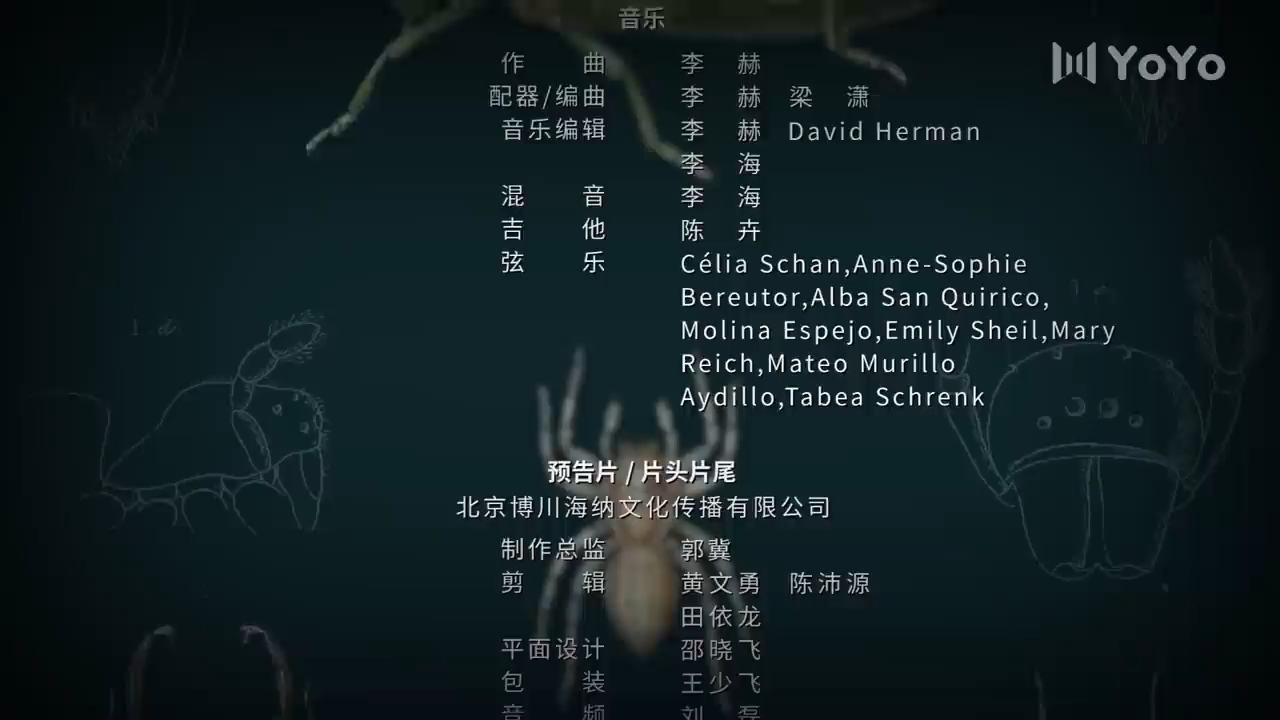 音乐
YoYo
作曲 李赫
配器/编曲 李赫 梁潇
音乐编辑 李赫 David Herman
李海
混音 李海
吉他 陈卉
弦乐 Célia Schan,Anne-Sophie
Bereutor,Alba San Quirico,
Molina Espejo,Emily Sheil,Mary
Reich,Mateo Murillo
Aydillo,Tabea Schrenk
预告片 / 片头片尾
北京博川海纳文化传播有限公司
制作总监 郭冀
剪辑 黄文勇 陈沛源
田依龙
平面设计 邵晓飞
包装 王少飞
音频 刘磊